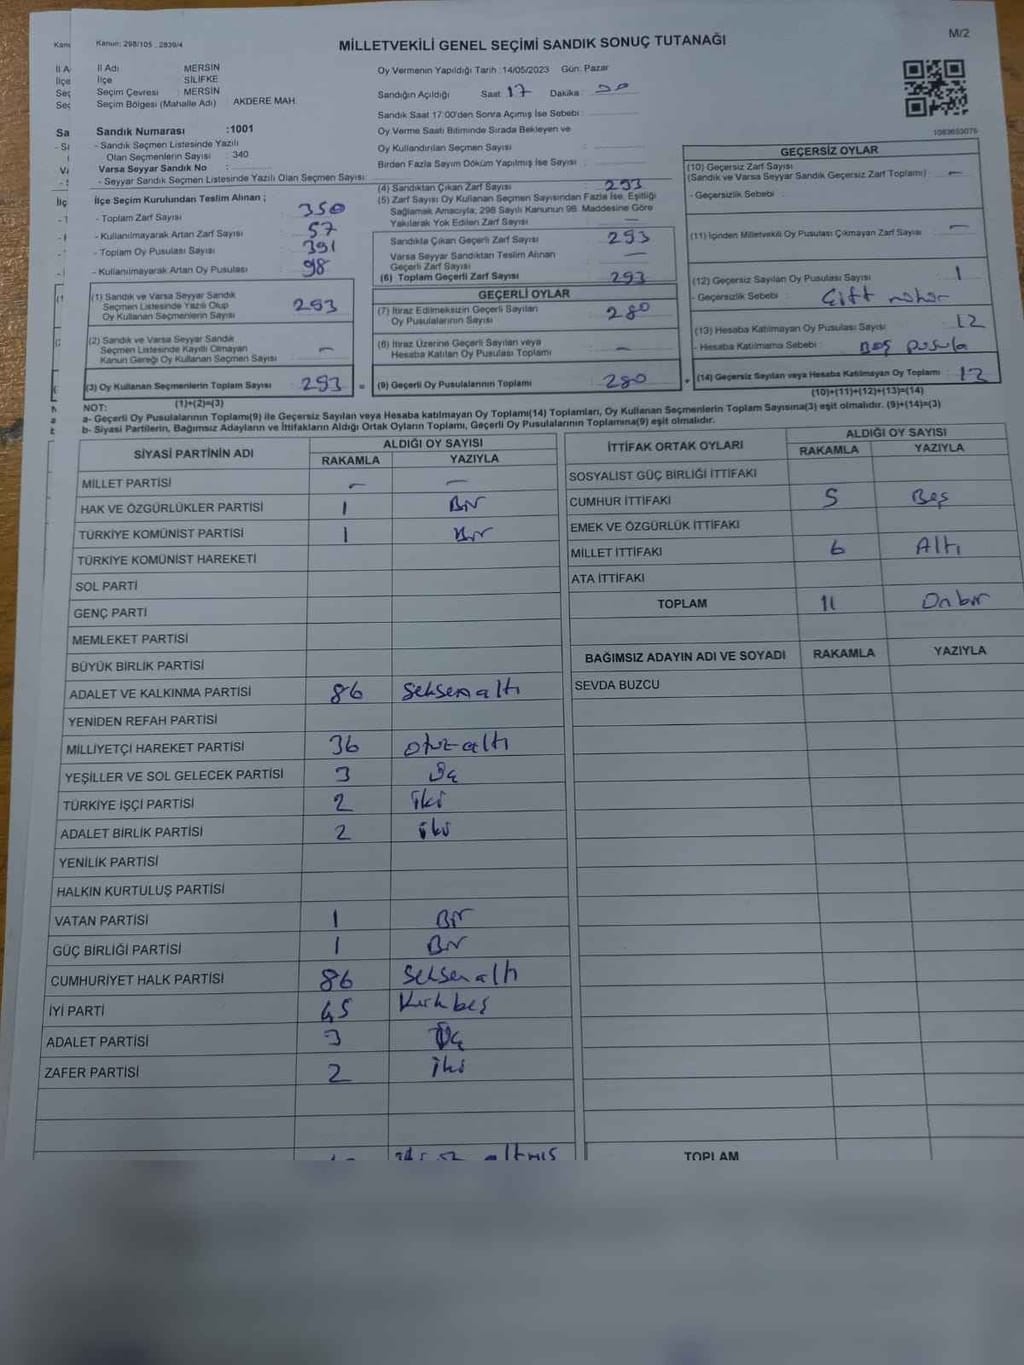 Kanun: 298/105 , 2839/4
MİLLETVEKİLİ GENEL SEÇİMİ SANDIK SONUÇ TUTANAĞI
M/2
İl Adı MERSİN
İlçe SİLİFKE
Seçim Çevresi : MERSİN
Seçim Bölgesi (Mahalle Adı) : AKDERE MAH.
Sandık Numarası :1001
- Sandık Seçmen Listesinde Yazılı
Olan Seçmenlerin Sayısı : 340
Varsa Seyyar Sandık No :
- Seyyar Sandık Seçmen Listesinde Yazılı Olan Seçmen Sayısı
Oy Vermenin Yapıldığı Tarih :14/05/2023 Gün: Pazar
Sandığın Açıldığı Saat 17 Dakika
Sandık Saat 17:00'den Sonra Açımış İse Sebebi :
Oy Verme Saati Bitiminde Sırada Bekleyen ve
Oy Kullandırılan Seçmen Sayısı
Birden Fazla Sayım Döküm Yapılmış İse Sayısı
1083653075
İlçe Seçim Kurulundan Teslim Alınan ;
- Toplam Zarf Sayısı 350
- Kullanılmayarak Artan Zarf Sayısı 57
- Toplam Oy Pusulası Sayısı 391
- Kullanılmayarak Artan Oy Pusulası 98
(1) Sandık ve Varsa Seyyar Sandık
Seçmen Listesinde Yazılı Olup
Oy Kullanan Seçmenlerin Sayısı 293
(2) Sandık ve Varsa Seyyar Sandık
Seçmen Listesinde Kayıtlı Olmayan
Kanun Gereği Oy Kullanan Seçmen Sayısı -
(3) Oy Kullanan Seçmenlerin Toplam Sayısı 293 =
(1)+(2)=(3)
(4) Sandıktan Çıkan Zarf Sayısı 293
(5) Zarf Sayısı Oy Kullanan Seçmen Sayısından Fazla İse, Eşitliği
Sağlamak Amacıyla, 298 Sayılı Kanunun 98. Maddesine Göre
Yakılarak Yok Edilen Zarf Sayısı -
Sandıkta Çıkan Geçerli Zarf Sayısı 293
Varsa Seyyar Sandıktan Teslim Alınan
Geçerli Zarf Sayısı -
(6) Toplam Geçerli Zarf Sayısı 293
GEÇERLİ OYLAR
(7) İtiraz Edilmeksizin Geçerli Sayılan
Oy Pusulalarının Sayısı 280
(8) İtiraz Üzerine Geçerli Sayılan veya
Hesaba Katılan Oy Pusulası Toplamı -
(9) Geçerli Oy Pusulalarının Toplamı 280 +
GEÇERSİZ OYLAR
(10) Geçersiz Zarf Sayısı
(Sandık ve Varsa Seyyar Sandık Geçersiz Zarf Toplamı) -
- Geçersizlik Sebebi :
(11) İçinden Milletvekili Oy Pusulası Çıkmayan Zarf Sayısı -
(12) Geçersiz Sayılan Oy Pusulası Sayısı 1
- Geçersizlik Sebebi : Çift mühür
(13) Hesaba Katılmayan Oy Pusulası Sayısı 12
- Hesaba Katılmama Sebebi : Boş pusula
(14) Geçersiz Sayılan veya Hesaba Katılmayan Oy Toplamı
(10)+(11)+(12)+(13)=(14)
NOT:
a- Geçerli Oy Pusulalarının Toplamı(9) ile Geçersiz Sayılan veya Hesaba katılmayan Oy Toplamı(14) Toplamları, Oy Kullanan Seçmenlerin Toplam Sayısına(3) eşit olmalıdır. (9)+(14)=(3)
b- Siyasi Partilerin, Bağımsız Adayların ve İttifakların Aldığı Ortak Oyların Toplamı, Geçerli Oy Pusulalarının Toplamına(9) eşit olmalıdır.
SİYASİ PARTİNİN ADI ALDIĞI OY SAYISI
RAKAMLA YAZIYLA
MİLLET PARTİSİ - -
HAK VE ÖZGÜRLÜKLER PARTİSİ 1 Bir
TÜRKİYE KOMÜNİST PARTİSİ 1 Bir
TÜRKİYE KOMÜNİST HAREKETİ
SOL PARTİ
GENÇ PARTİ
MEMLEKET PARTİSİ
BÜYÜK BİRLİK PARTİSİ
ADALET VE KALKINMA PARTİSİ 86 Seksenaltı
YENİDEN REFAH PARTİSİ
MİLLİYETÇİ HAREKET PARTİSİ 36 otuzaltı
YEŞİLLER VE SOL GELECEK PARTİSİ 3 Üç
TÜRKİYE İŞÇİ PARTİSİ 2 iki
ADALET BİRLİK PARTİSİ 2 iki
YENİLİK PARTİSİ
HALKIN KURTULUŞ PARTİSİ
VATAN PARTİSİ 1 Bir
GÜÇ BİRLİĞİ PARTİSİ 1 Bir
CUMHURİYET HALK PARTİSİ 86 Seksenaltı
İYİ PARTİ 45 Kırkbeş
ADALET PARTİSİ 3 Üç
ZAFER PARTİSİ 2 İki
İTTİFAK ORTAK OYLARI ALDIĞI OY SAYISI
RAKAMLA YAZIYLA
SOSYALIST GÜÇ BİRLİĞİ İTTİFAKI
CUMHUR İTTİFAKI 5 Beş
EMEK VE ÖZGÜRLÜK İTTİFAKI
MİLLET İTTİFAKI 6 Altı
ATA İTTİFAKI
TOPLAM 11 Onbir
BAĞIMSIZ ADAYIN ADI VE SOYADI RAKAMLA YAZIYLA
SEVDA BUZCU
TOPLAM